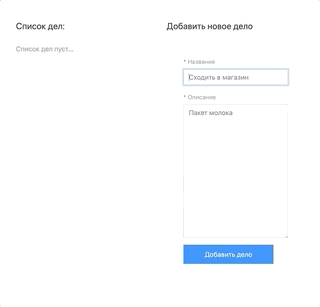 Список дел:
Список дел пуст...
Добавить новое дело
* Название
Сходить в магазин
* Описание
Пакет молока
Добавить дело